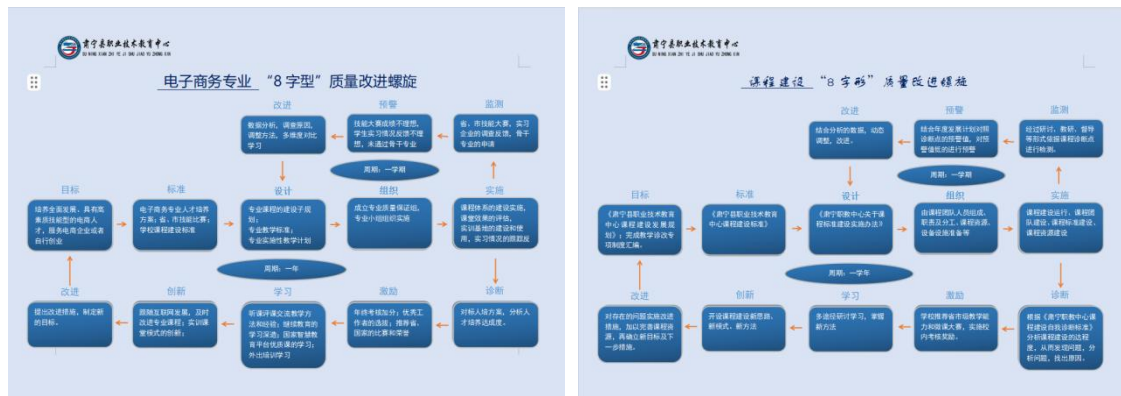 肃宁县职业技术教育中心
SU NING XIAN ZHI YE JI SHU JIAO YU ZHONG XIN
电子商务专业 “8字型”质量改进螺旋
改进
预警
监测
数据分析，调查原因，
调整方法，多维度对比
学习
技能大赛成绩不理想，
学生实习情况反馈不理
想，未通过骨干专业
省、市技能大赛，实习
企业的调查反馈，骨干
专业的申请
周期：一学期
目标
标准
设计
组织
实施
培养全面发展、具有高
素质技能型的电商人
才，服务电商企业或者
自行创业
电子商务专业人才培养
方案；省、市技能比赛；
学校课程建设标准
专业课程的建设子规
划；
专业教学标准；
专业实施性教学计划
成立专业质量保证组，
专业小组组织实施
课程体系的建设实施，
课堂效果的评估，
实训基地的建设和使
用，实习情况的跟踪反
周期：一年
改进
创新
学习
激励
诊断
提出改进措施，制定新
的目标。
跟随互联网发展，及时
改进专业课程；实训课
堂模式的创新；
听课评课交流教学方
法和经验；继续教育的
学习深造；国家智慧教
育平台优质课的学习；
外出培训学习
年终考核加分；优秀工
作者的选拔；推荐省、
国家的比赛和荣誉
对标人培方案，分析人
才培养达成度。
肃宁县职业技术教育中心
SU NING XIAN ZHI YE JI SHU JIAO YU ZHONG XIN
课程建设 “8字形”质量改进螺旋
改进
预警
监测
结合分析的数据，动态
调整，改进。
结合年度发展计划对照
诊断点的预警值，对预
警值低的进行预警
经过研讨、教研、督导
等形式依据课程诊断点
进行检测。
周期：一学期
目标
标准
设计
组织
实施
《肃宁县职业技术教育
中心课程建设发展规
划》；完成教学诊改专
项制度汇编。
《肃宁县职业技术教育
中心课程建设标准》
《肃宁职教中心关于课
程标准建设实施办法》
由课程团队人员组成、
职责及分工、课程资源、
设备设施准备等
课程建设运行、课程团
队建设、课程标准建设、
课程资源建设
周期：一学年
改进
创新
学习
激励
诊断
对存在的问题实施改进
措施，加以完善课程资
源，再确立新目标及下
一步措施。
开设课程建设新思路、
新模式、新方法
多途径研讨学习，掌握
新方法
学校推荐省市级教学能
力和微课大赛，实施校
内考核奖励。
根据《肃宁职教中心课
程建设自我诊断标准》
分析课程建设的达程
度，从而发现问题，分
析问题，找出原因。